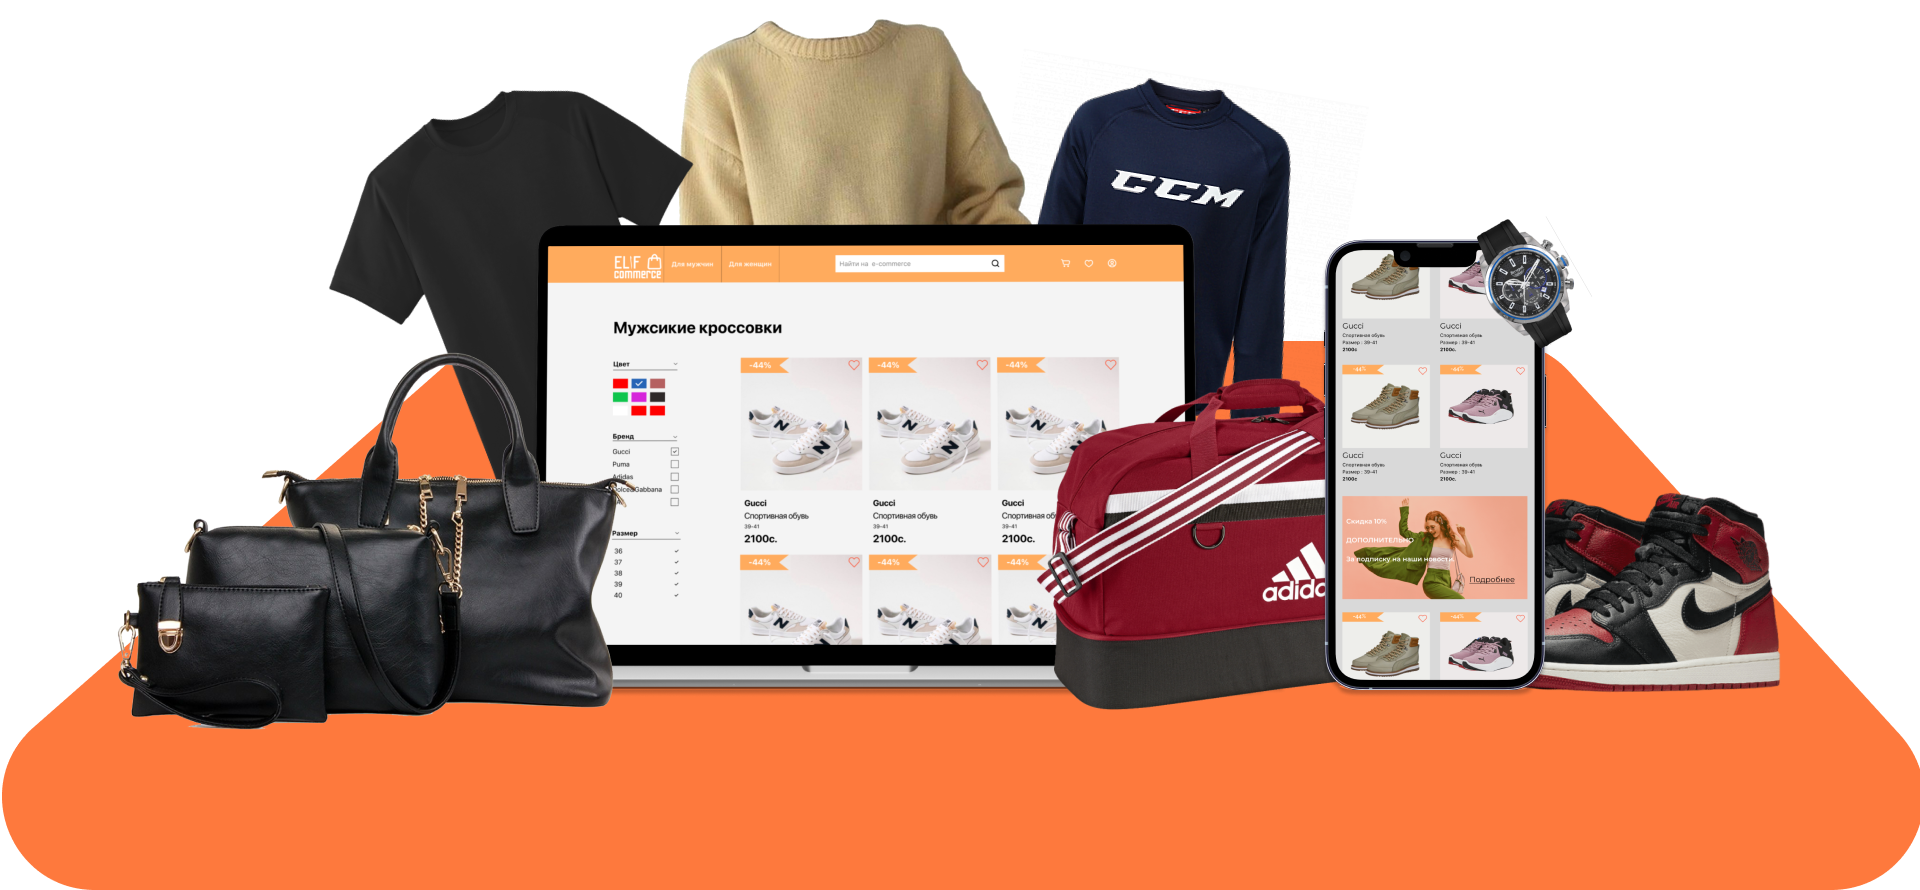 CCM
ELIF
commerce
Для мужчин
Для женщин
Найти на e-commerce
Мужсикие кроссовки
Цвет
Бренд
Gucci
Puma
Adidas
Gabbana
Размер
36
37
38
39
40
-44%
-44%
-44%
Gucci
Gucci
Gucci
Спортивная обувь
Спортивная обувь
Спортивная об
39-41
39-41
39-41
2100с.
2100с.
2100с.
-44%
-44%
-44%
N
N
N
adida
Gucci
Gucci
Спортивная обувь
Спортивная обувь
Размер : 39-41
Размер : 39-41
2100с
2100с.
-44%
-44%
Gucci
Gucci
Спортивная обувь
Спортивная обувь
Размер : 39-41
Размер : 39-41
2100с
2100с.
Скидка 10%
ДОПОЛНИТЕЛЬНО
За подписку на наши новости.
Подробнее
-44%
-44%